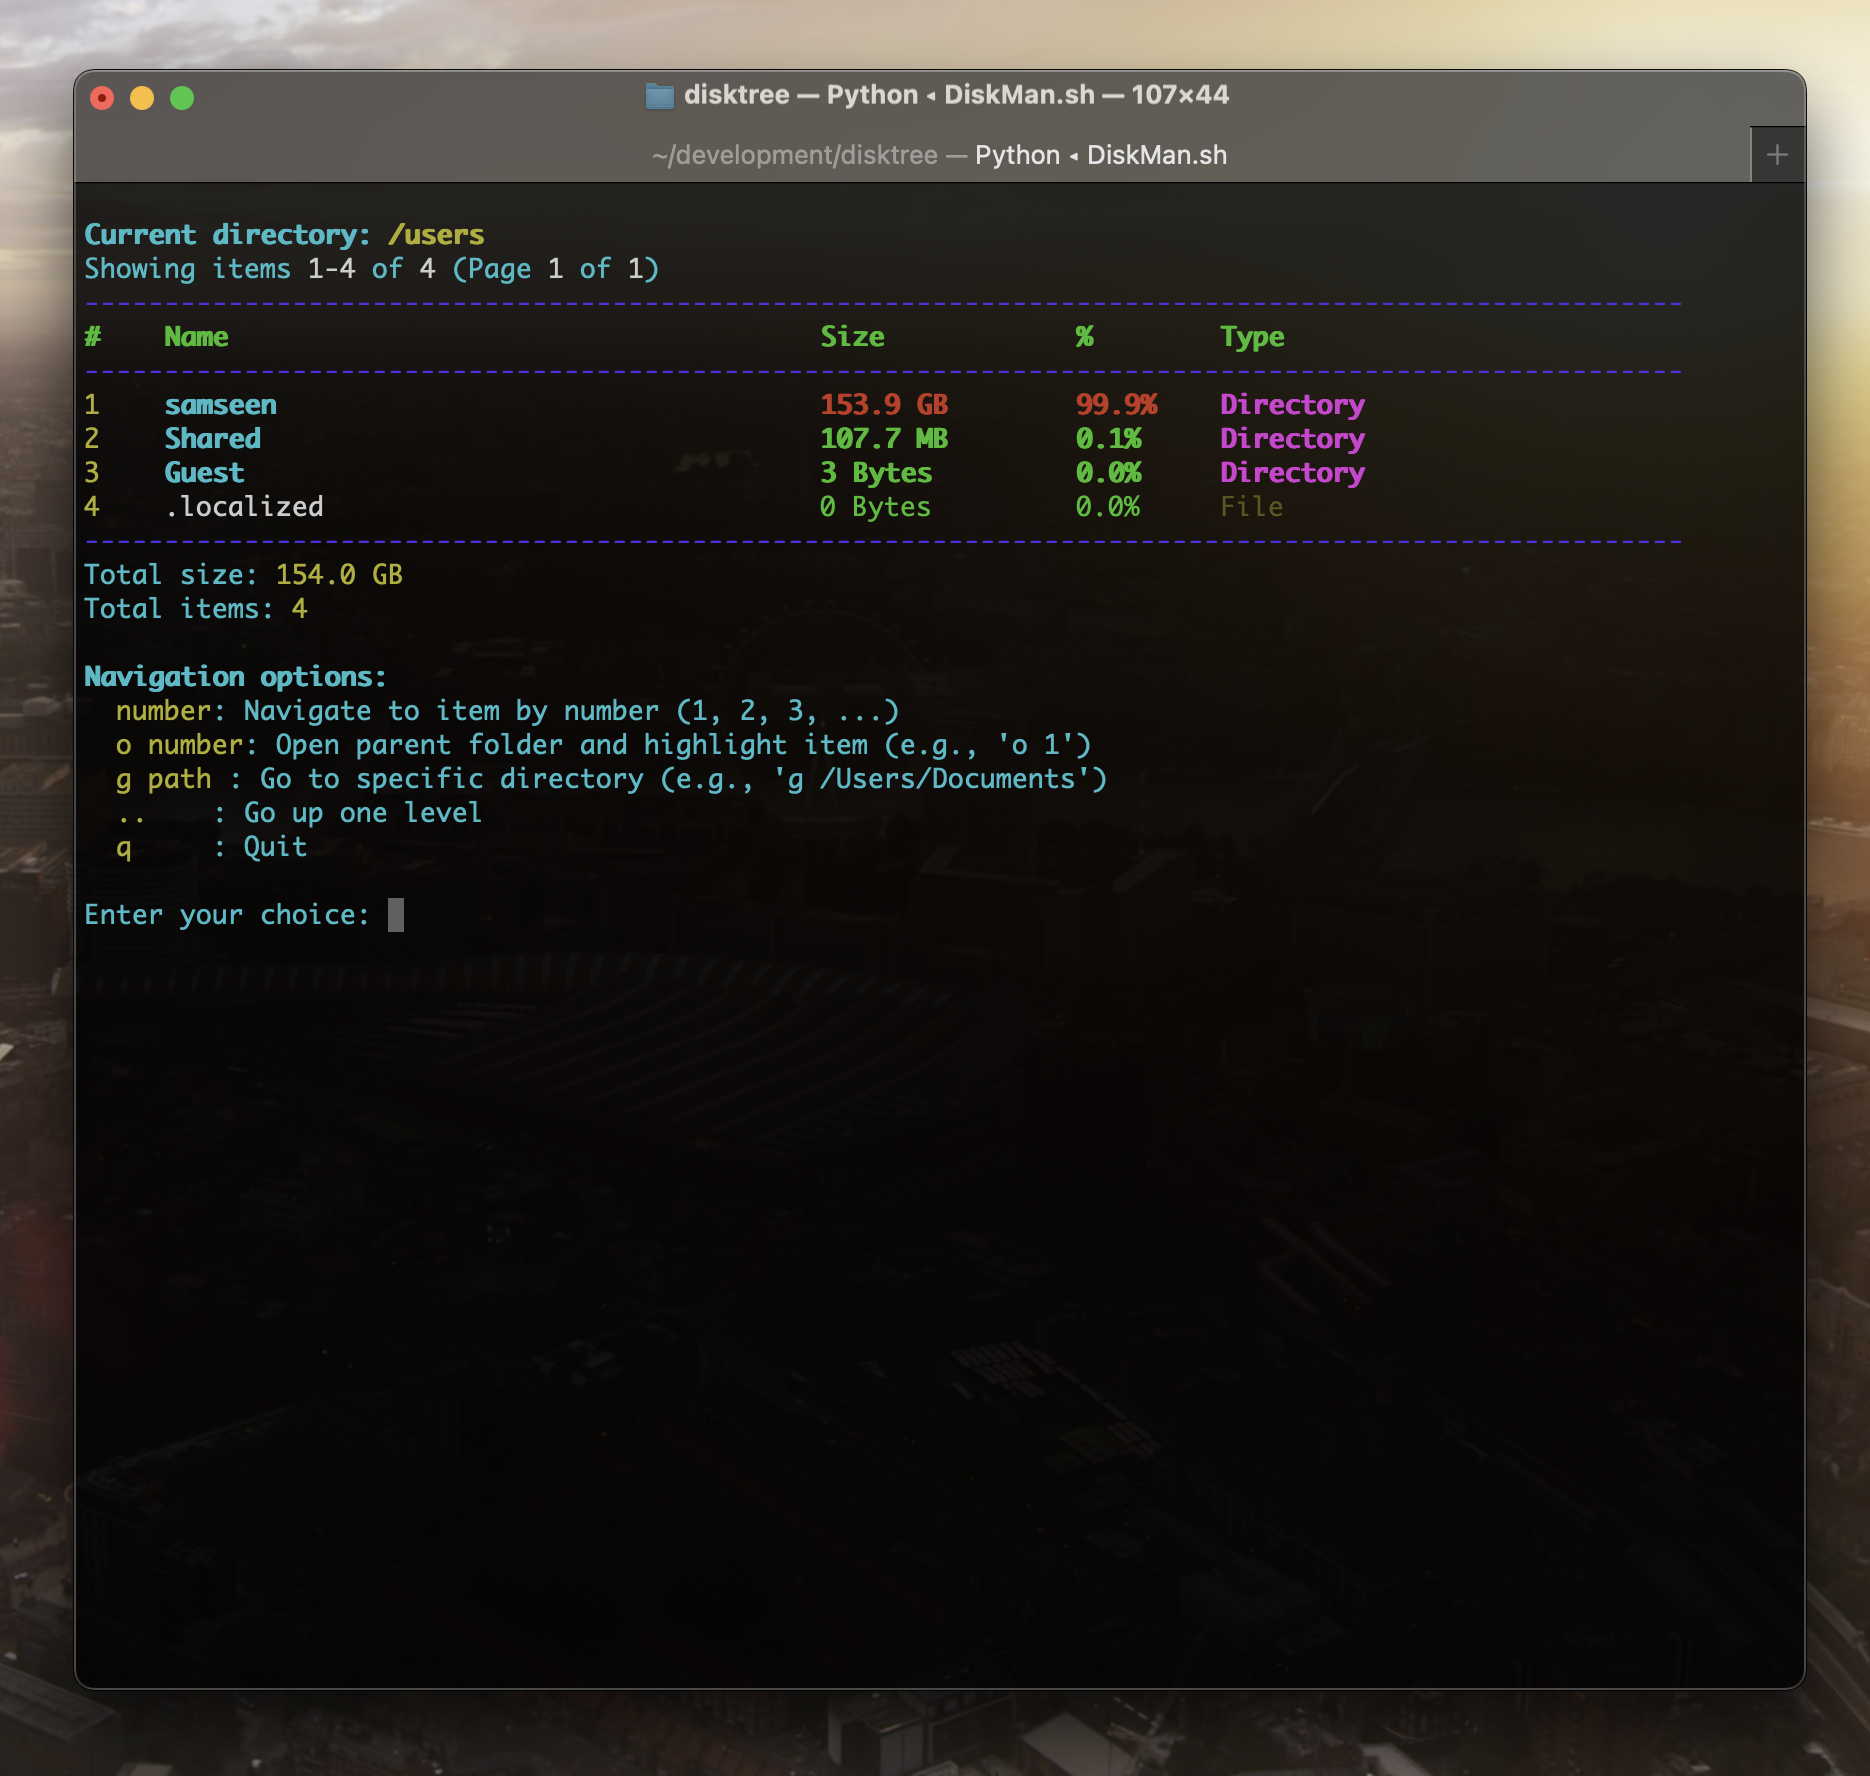 disktree — Python ◂ DiskMan.sh — 107×44
~/development/disktree — Python ◂ DiskMan.sh
+
Current directory: /users
Showing items 1-4 of 4 (Page 1 of 1)
----------------------------------------------------------------------------------------------------
# Name Size % Type
----------------------------------------------------------------------------------------------------
1 samseen 153.9 GB 99.9% Directory
2 Shared 107.7 MB 0.1% Directory
3 Guest 3 Bytes 0.0% Directory
4 .localized 0 Bytes 0.0% File
----------------------------------------------------------------------------------------------------
Total size: 154.0 GB
Total items: 4
Navigation options:
number: Navigate to item by number (1, 2, 3, ...)
o number: Open parent folder and highlight item (e.g., 'o 1')
g path : Go to specific directory (e.g., 'g /Users/Documents')
.. : Go up one level
q : Quit
Enter your choice: